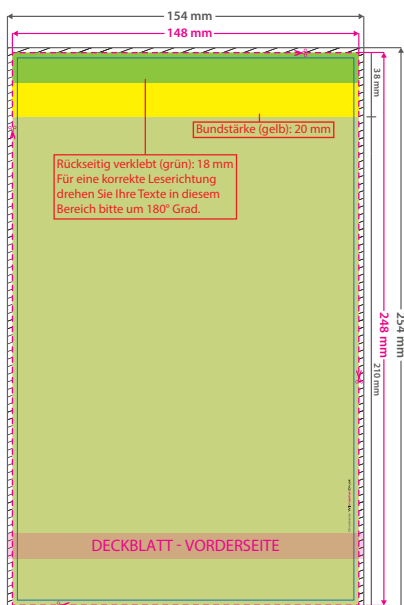 154 mm
148 mm
38 mm
Bundstärke (gelb): 20 mm
Rückseitig verklebt (grün): 18 mm
Für eine korrekte Leserichtung
drehen Sie Ihre Texte in diesem
Bereich bitte um 180° Grad.
248 mm
254 mm
210 mm
DECKBLATT - VORDERSEITE